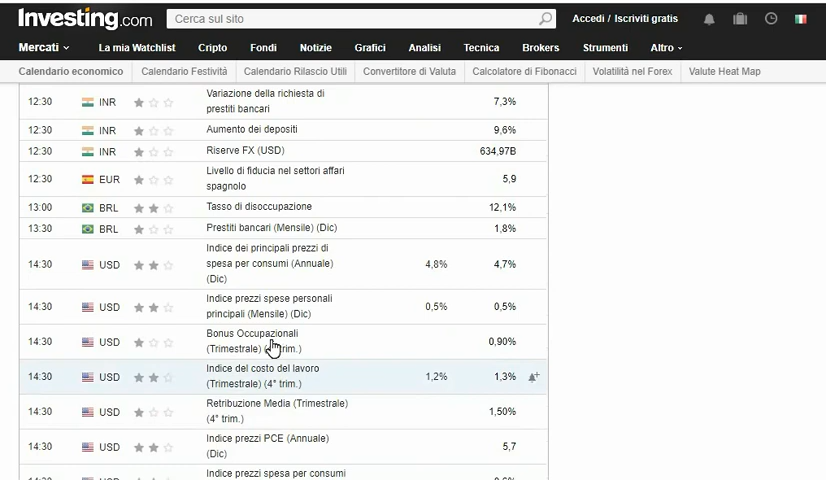 Investing.com
Cerca sul sito
Accedi / Iscriviti gratis
Mercati
La mia Watchlist
Cripto
Fondi
Notizie
Grafici
Analisi
Tecnica
Brokers
Strumenti
Altro
Calendario economico
Calendario Festività
Calendario Rilascio Utili
Convertitore di Valuta
Calcolatore di Fibonacci
Volatilità nel Forex
Valute Heat Map
12:30 INR Variazione della richiesta di
prestiti bancari 7,3%
12:30 INR Aumento dei depositi 9,6%
12:30 INR Riserve FX (USD) 634,97B
12:30 EUR Livello di fiducia nel settori affari
spagnolo 5,9
13:00 BRL Tasso di disoccupazione 12,1%
13:30 BRL Prestiti bancari (Mensile) (Dic) 1,8%
Indice dei principali prezzi di
14:30 USD spesa per consumi (Annuale) 4,8% 4,7%
(Dic)
14:30 USD Indice prezzi spese personali
principali (Mensile) (Dic) 0,5% 0,5%
14:30 USD Bonus Occupazionali
(Trimestrale) trim.) 0,90%
14:30 USD Indice del costo del lavoro
(Trimestrale) (4° trim.) 1,2% 1,3%
14:30 USD Retribuzione Media (Trimestrale)
(4° trim.) 1,50%
14:30 USD Indice prezzi PCE (Annuale)
(Dic) 5,7
USD Indice prezzi spesa per consumi